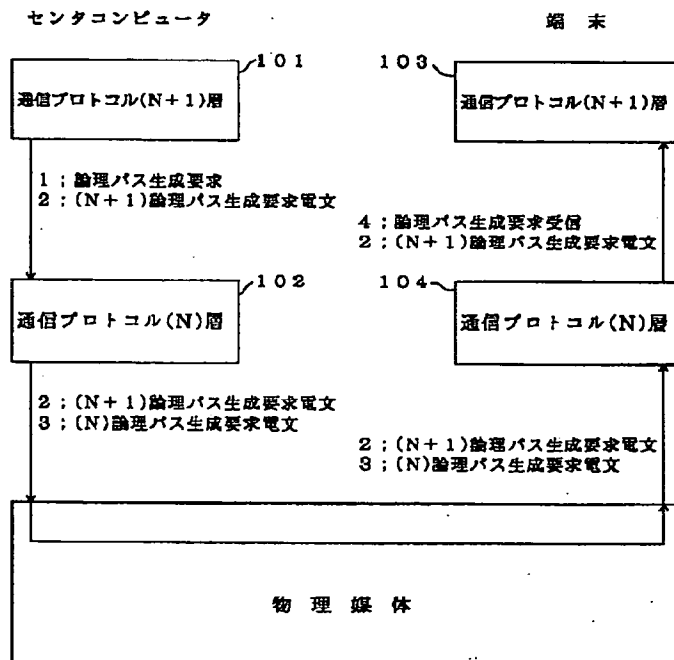 センタコンピュータ
端末
101
通信プロトコル(N+1)層
103
通信プロトコル(N+1)層
1;論理パス生成要求
2;(N+1)論理パス生成要求電文
4;論理パス生成要求受信
2;(N+1)論理パス生成要求電文
102
通信プロトコル(N)層
104
通信プロトコル(N)層
2;(N+1)論理パス生成要求電文
3;(N)論理パス生成要求電文
2;(N+1)論理パス生成要求電文
3;(N)論理パス生成要求電文
物理媒体